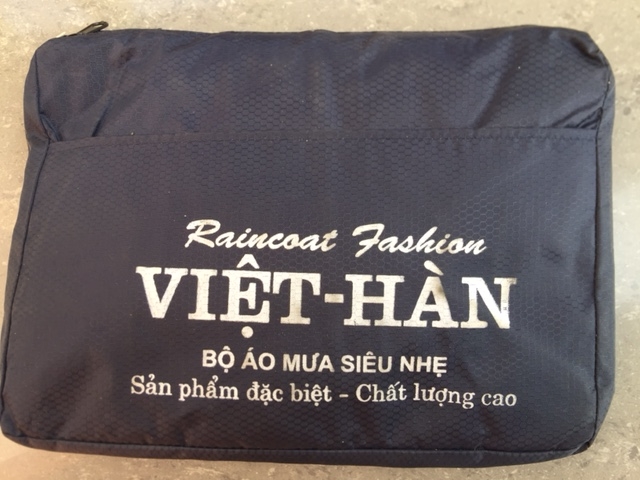 Raincoat Fashion
VIỆT-HÀN
BỘ ÁO MƯA SIÊU NHẸ
Sản phẩm đặc biệt - Chất lượng cao